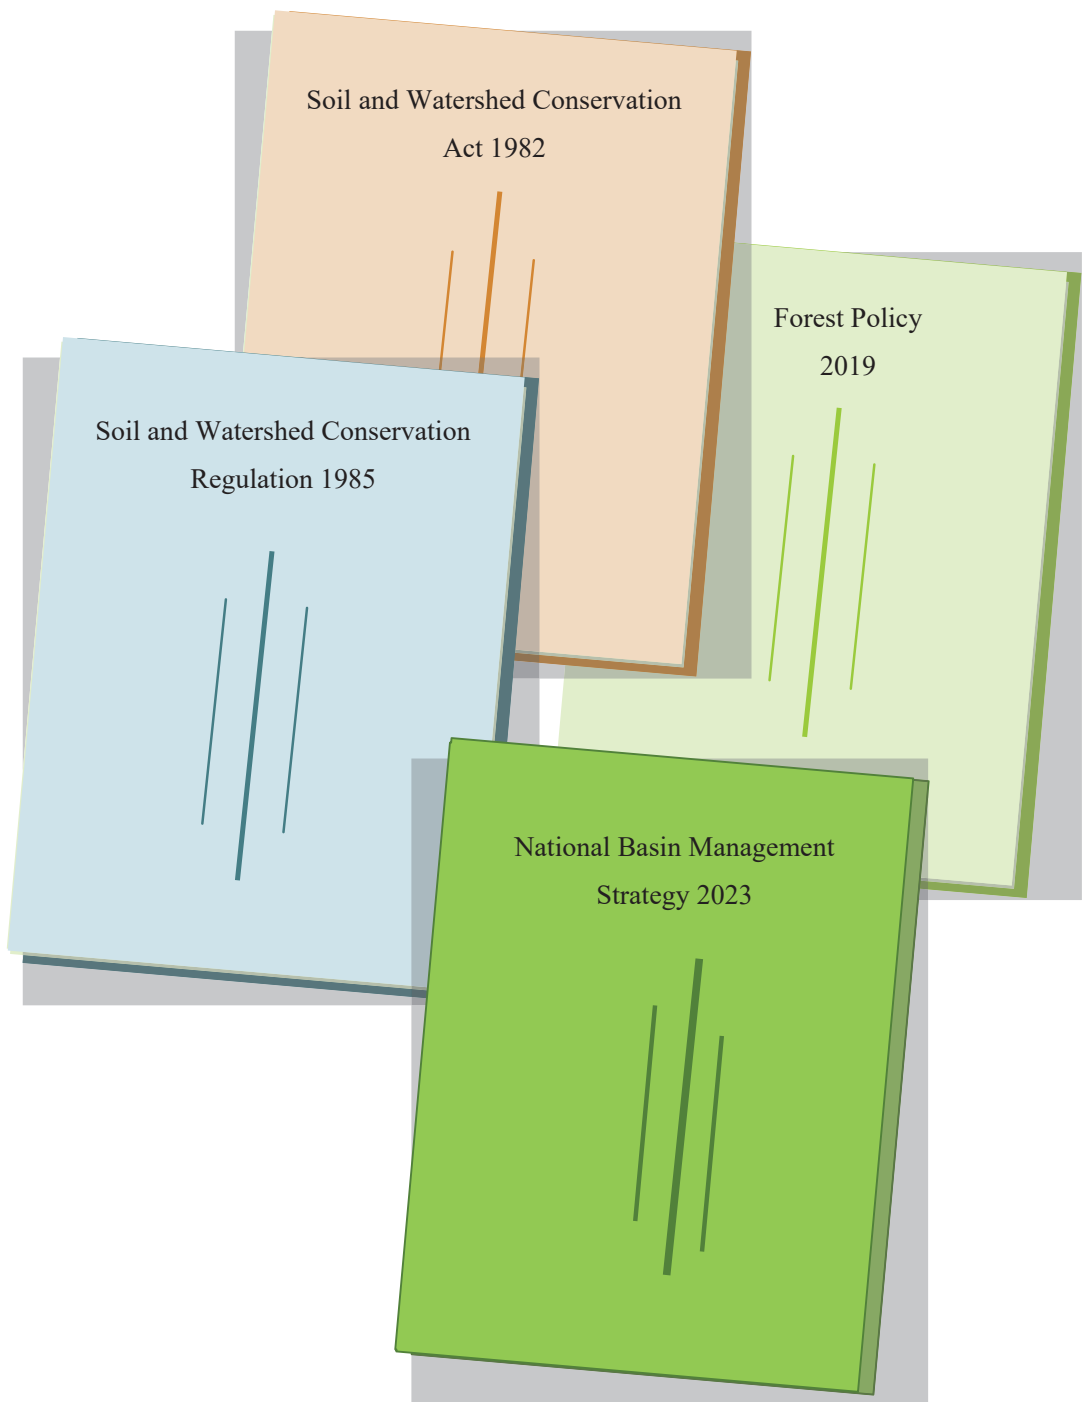 Soil and Watershed Conservation
Act 1982
Forest Policy
2019
Soil and Watershed Conservation
Regulation 1985
National Basin Management
Strategy 2023